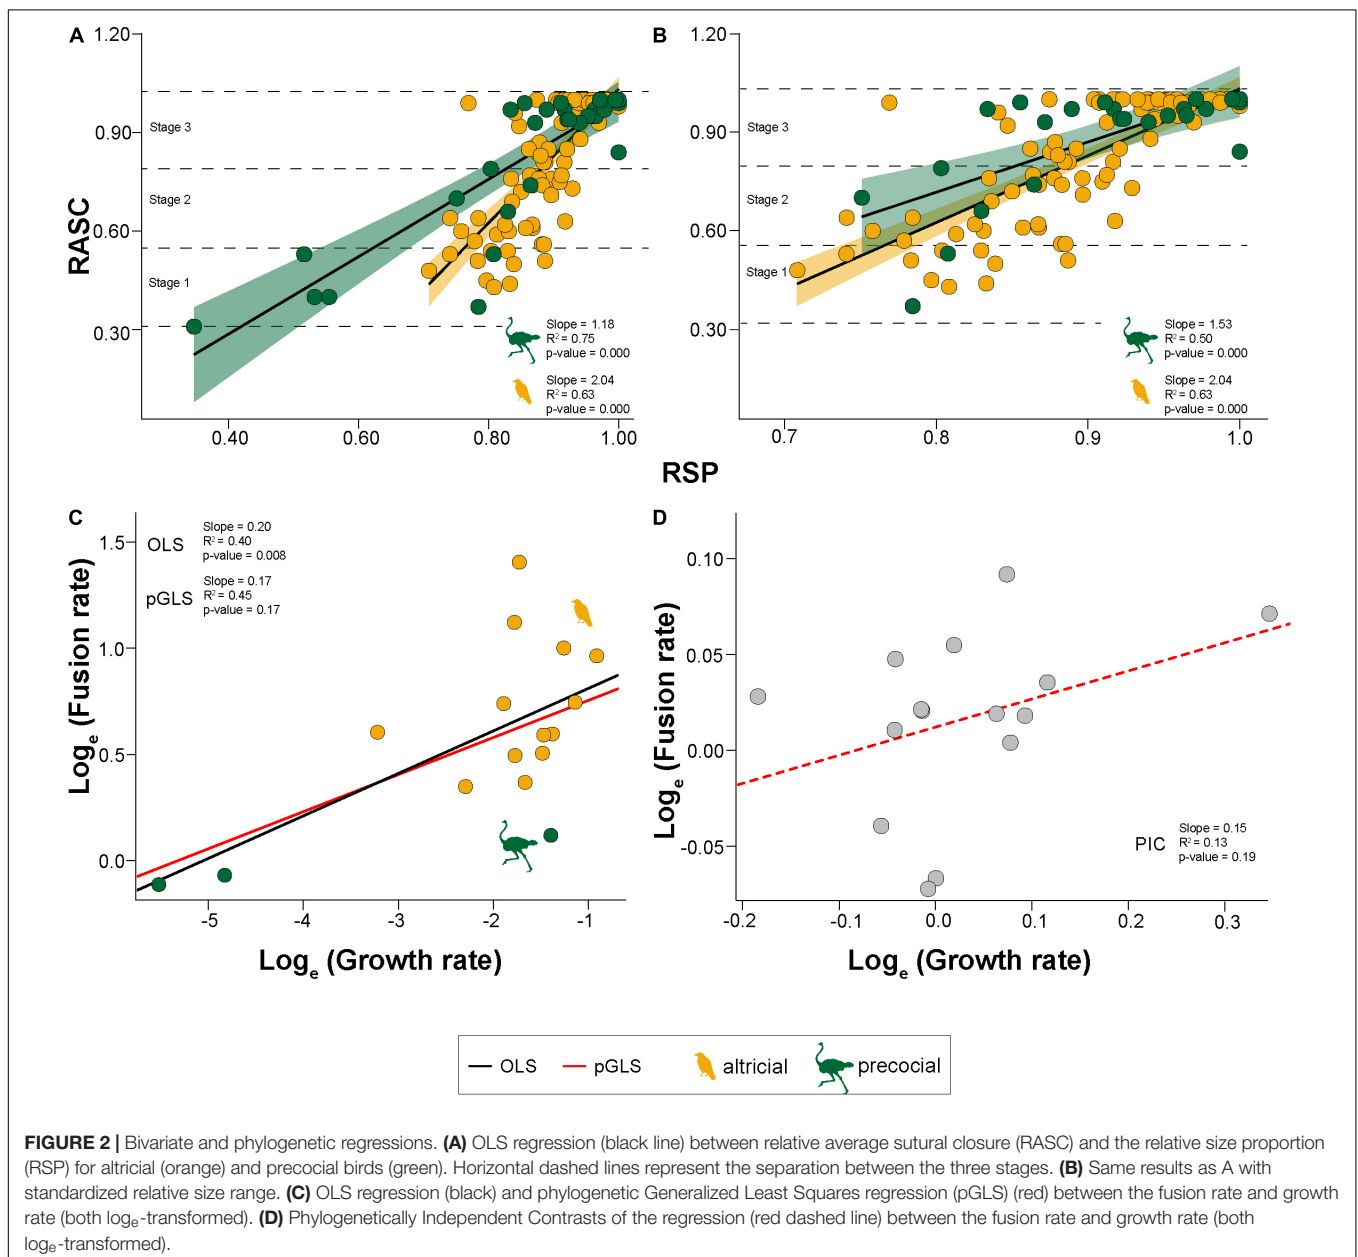 A
B
1.20
0.90
0.60
0.30
RASC
Stage 3
Stage 2
Stage 1
Slope = 1.18
R² = 0.75
p-value = 0.000
Slope = 2.04
R² = 0.63
p-value = 0.000
0.40 0.60 0.80 1.00
1.20
0.90
0.60
0.30
Stage 3
Stage 2
Stage 1
Slope = 1.53
R² = 0.50
p-value = 0.000
Slope = 2.04
R² = 0.63
p-value = 0.000
0.7 0.8 0.9 1.0
RSP
C
OLS
Slope = 0.20
R² = 0.40
p-value = 0.008
pGLS
Slope = 0.17
R² = 0.45
p-value = 0.17
1.5
1.0
0.5
0.0
Logₑ (Fusion rate)
-5 -4 -3 -2 -1
Logₑ (Growth rate)
D
0.10
0.05
0.00
-0.05
Logₑ (Fusion rate)
PIC
Slope = 0.15
R² = 0.13
p-value = 0.19
-0.2 -0.1 0.0 0.1 0.2 0.3
Logₑ (Growth rate)
OLS pGLS altricial precocial
FIGURE 2 | Bivariate and phylogenetic regressions. (A) OLS regression (black line) between relative average sutural closure (RASC) and the relative size proportion
(RSP) for altricial (orange) and precocial birds (green). Horizontal dashed lines represent the separation between the three stages. (B) Same results as A with
standardized relative size range. (C) OLS regression (black) and phylogenetic Generalized Least Squares regression (pGLS) (red) between the fusion rate and growth
rate (both logₑ-transformed). (D) Phylogenetically Independent Contrasts of the regression (red dashed line) between the fusion rate and growth rate (both
logₑ-transformed).